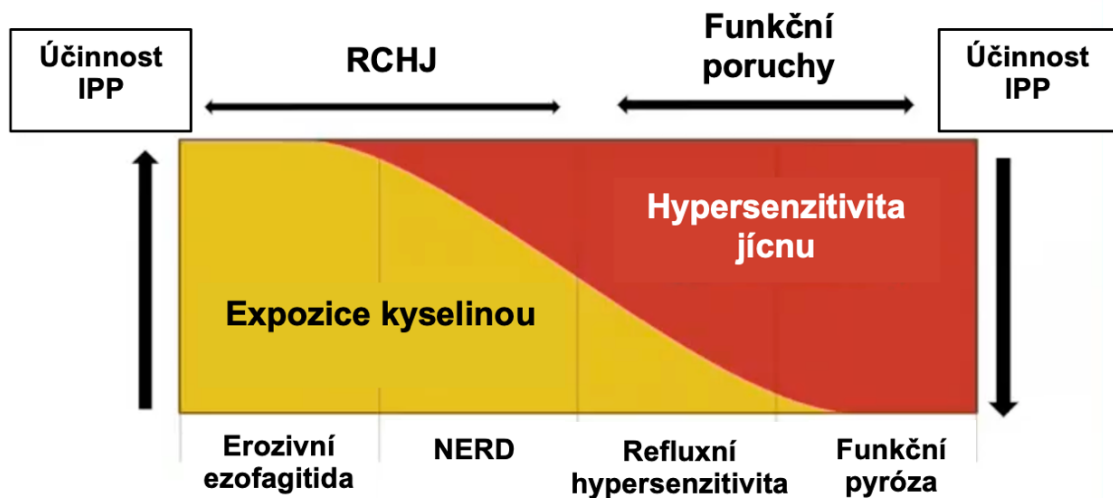 Účinnost
IPP
RCHJ
Funkční
poruchy
Účinnost
IPP
Hypersenzitivita
jícnu
Expozice kyselinou
Erozivní
ezofagitida
NERD
Refluxní
hypersenzitivita
Funkční
pyróza